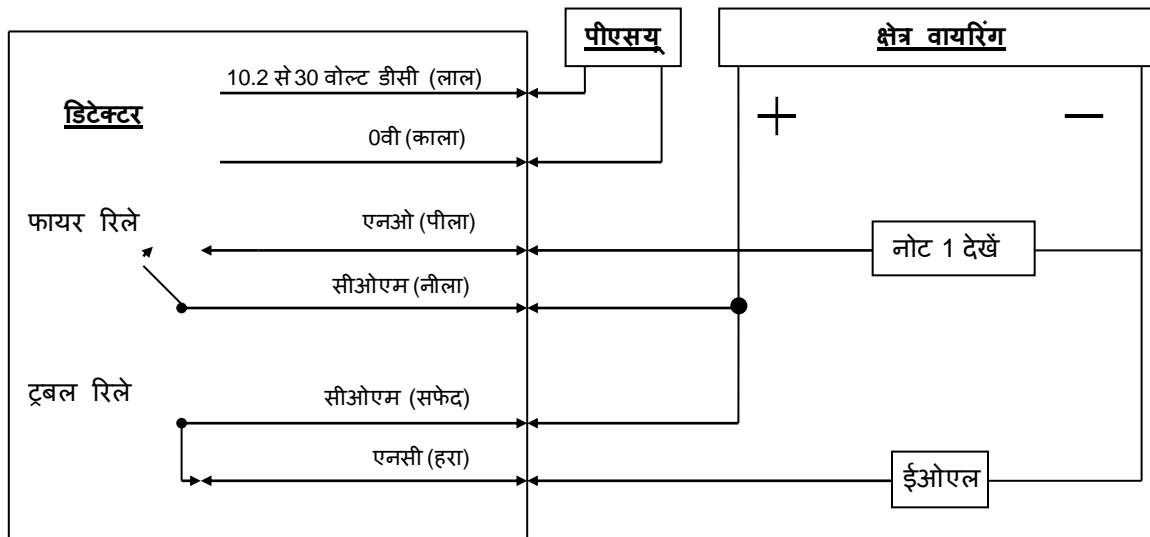 पीएसयू
क्षेत्र वायरिंग
10.2 से 30 वोल्ट डीसी (लाल)
डिटेक्टर
0वी (काला)
फायर रिले
एनओ (पीला)
नोट 1 देखें
सीओएम (नीला)
ट्रबल रिले
सीओएम (सफेद)
एनसी (हरा)
ईओएल